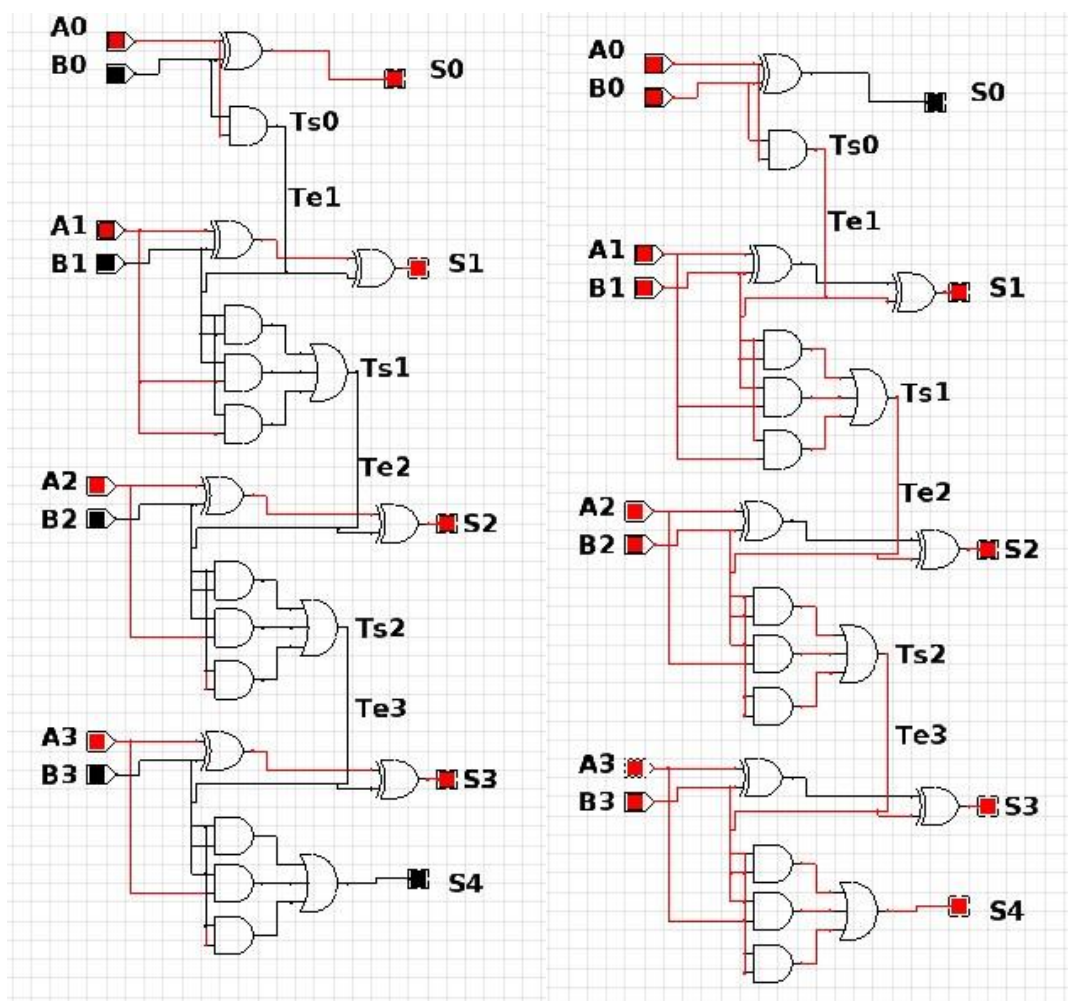 A0
B0
S0
Ts0
Te1
A1
B1
S1
Ts1
Te2
A2
B2
S2
Ts2
Te3
A3
B3
S3
S4
A0
B0
S0
Ts0
Te1
A1
B1
S1
Ts1
Te2
A2
B2
S2
Ts2
Te3
A3
B3
S3
S4